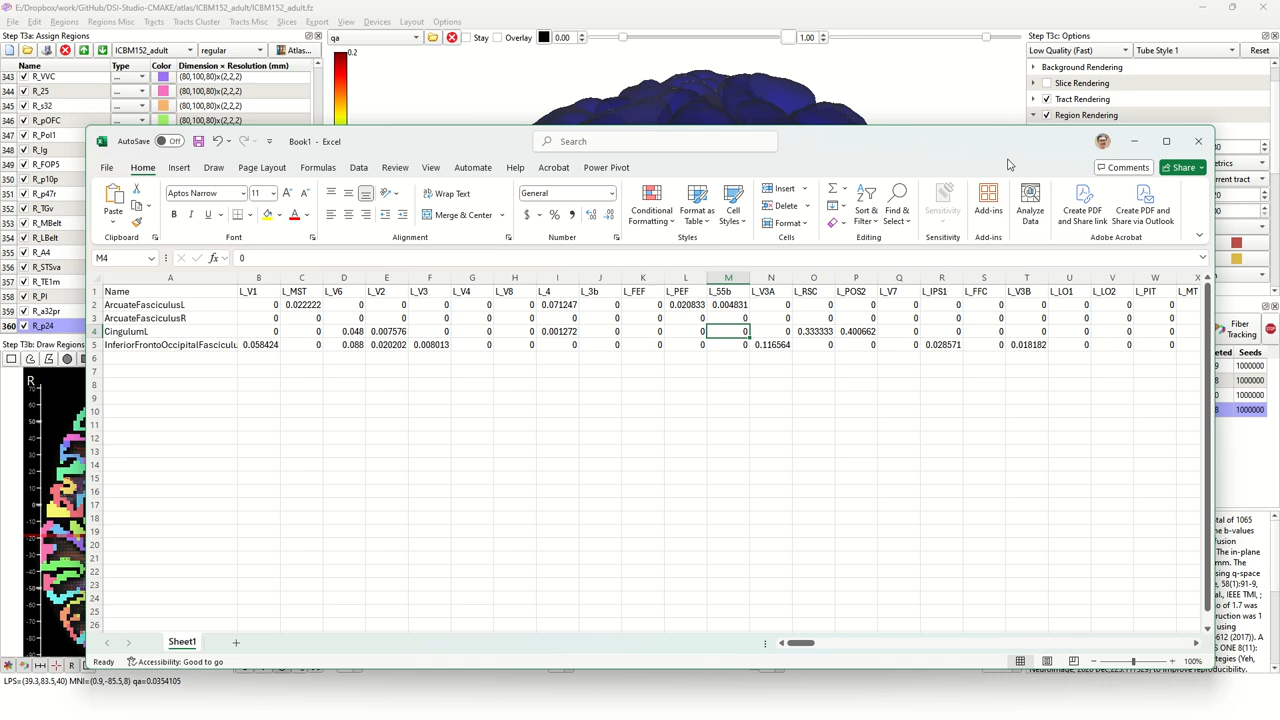 E:/Dropbox/work/GitHub/DSI-Studio-CMAKE/atlas/ICBM152_adult/ICBM152_adult.fz
File Edit Regions Regions Misc Tracts Tracts Cluster Tracts Misc Slices Export View Devices Layout Options
Step T3a: Assign Regions
ICBM_152_adult regular Atlas...
Name Type Color Dimension × Resolution (mm)
343 R_VVC ... (80,100,80)x(2,2,2)
344 R_25 ... (80,100,80)x(2,2,2)
345 R_s32 ... (80,100,80)x(2,2,2)
346 R_pOFC ... (80,100,80)x(2,2,2)
347 R_PoI1
348 R_Ig
349 R_FOP5
350 R_p10p
351 R_p47r
352 R_TGv
353 R_MBelt
354 R_LBelt
355 R_A4
356 R_STSva
357 R_TE1m
358 R_PI
359 R_a32pr
360 R_p24
Step T3b: Draw Regions
qa Stay Overlay 0.00 1.00
0.2
Step T3c: Options
Low Quality (Fast) Tube Style 1 Reset
Background Rendering
Slice Rendering
Tract Rendering
Region Rendering
AutoSave Off Book1 - Excel Search
File Home Insert Draw Page Layout Formulas Data Review View Automate Help Acrobat Power Pivot Comments Share
Paste Aptos Narrow 11 Wrap Text General Conditional Formatting Format as Table Cell Styles Insert Delete Format Sort & Filter Find & Select Sensitivity Add-ins Analyze Data Create PDF and Share link Create PDF and Share via Outlook
B I U Merge & Center $ %
Clipboard Font Alignment Number Styles Cells Editing Sensitivity Add-ins Adobe Acrobat
M4 fx 0
A B C D E F G H I J K L M N O P Q R S T U V W X
1 Name L_V1 L_MST L_V6 L_V2 L_V3 L_V4 L_V8 L_4 L_3b L_FEF L_PEF L_55b L_V3A L_RSC L_POS2 L_V7 L_IPS1 L_FFC L_V3B L_LO1 L_LO2 L_PIT L_MT
2 ArcuateFasciculusL 0 0.022222 0 0 0 0 0 0.071247 0 0 0.020833 0.004831 0 0 0 0 0 0 0 0 0 0
3 ArcuateFasciculusR 0 0 0 0 0 0 0 0 0 0 0 0 0 0 0 0 0 0 0 0 0 0
4 CingulumL 0 0 0.048 0.007576 0 0 0 0.001272 0 0 0 0 0 0.333333 0.400662 0 0 0 0 0 0 0
5 InferiorFrontoOccipitalFasciculu 0.058424 0 0.088 0.020202 0.008013 0 0 0 0 0 0 0 0.116564 0 0 0 0.028571 0 0.018182 0 0 0
6
7
8
9
10
11
12
13
14
15
16
17
18
19
20
21
22
23
24
25
26
Sheet1 +
Ready Accessibility: Good to go 100%
Fiber Tracking
Seeds
1000000
1000000
1000000
1000000
R
LPS=(39.3,83.5,40) MNI=(0.9,-85.5,8) qa=0.0354105